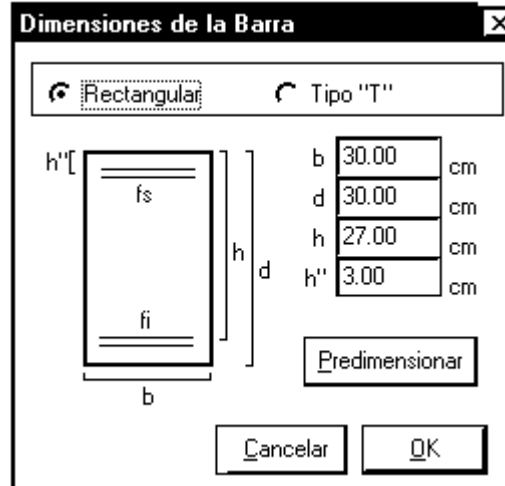 Dimensiones de la Barra
Rectangular Tipo "T"
h"[
fs
h
d
fi
b
b 30.00 cm
d 30.00
h 27.00 cm
h" 3.00 cm
Predimensionar
Cancelar OK